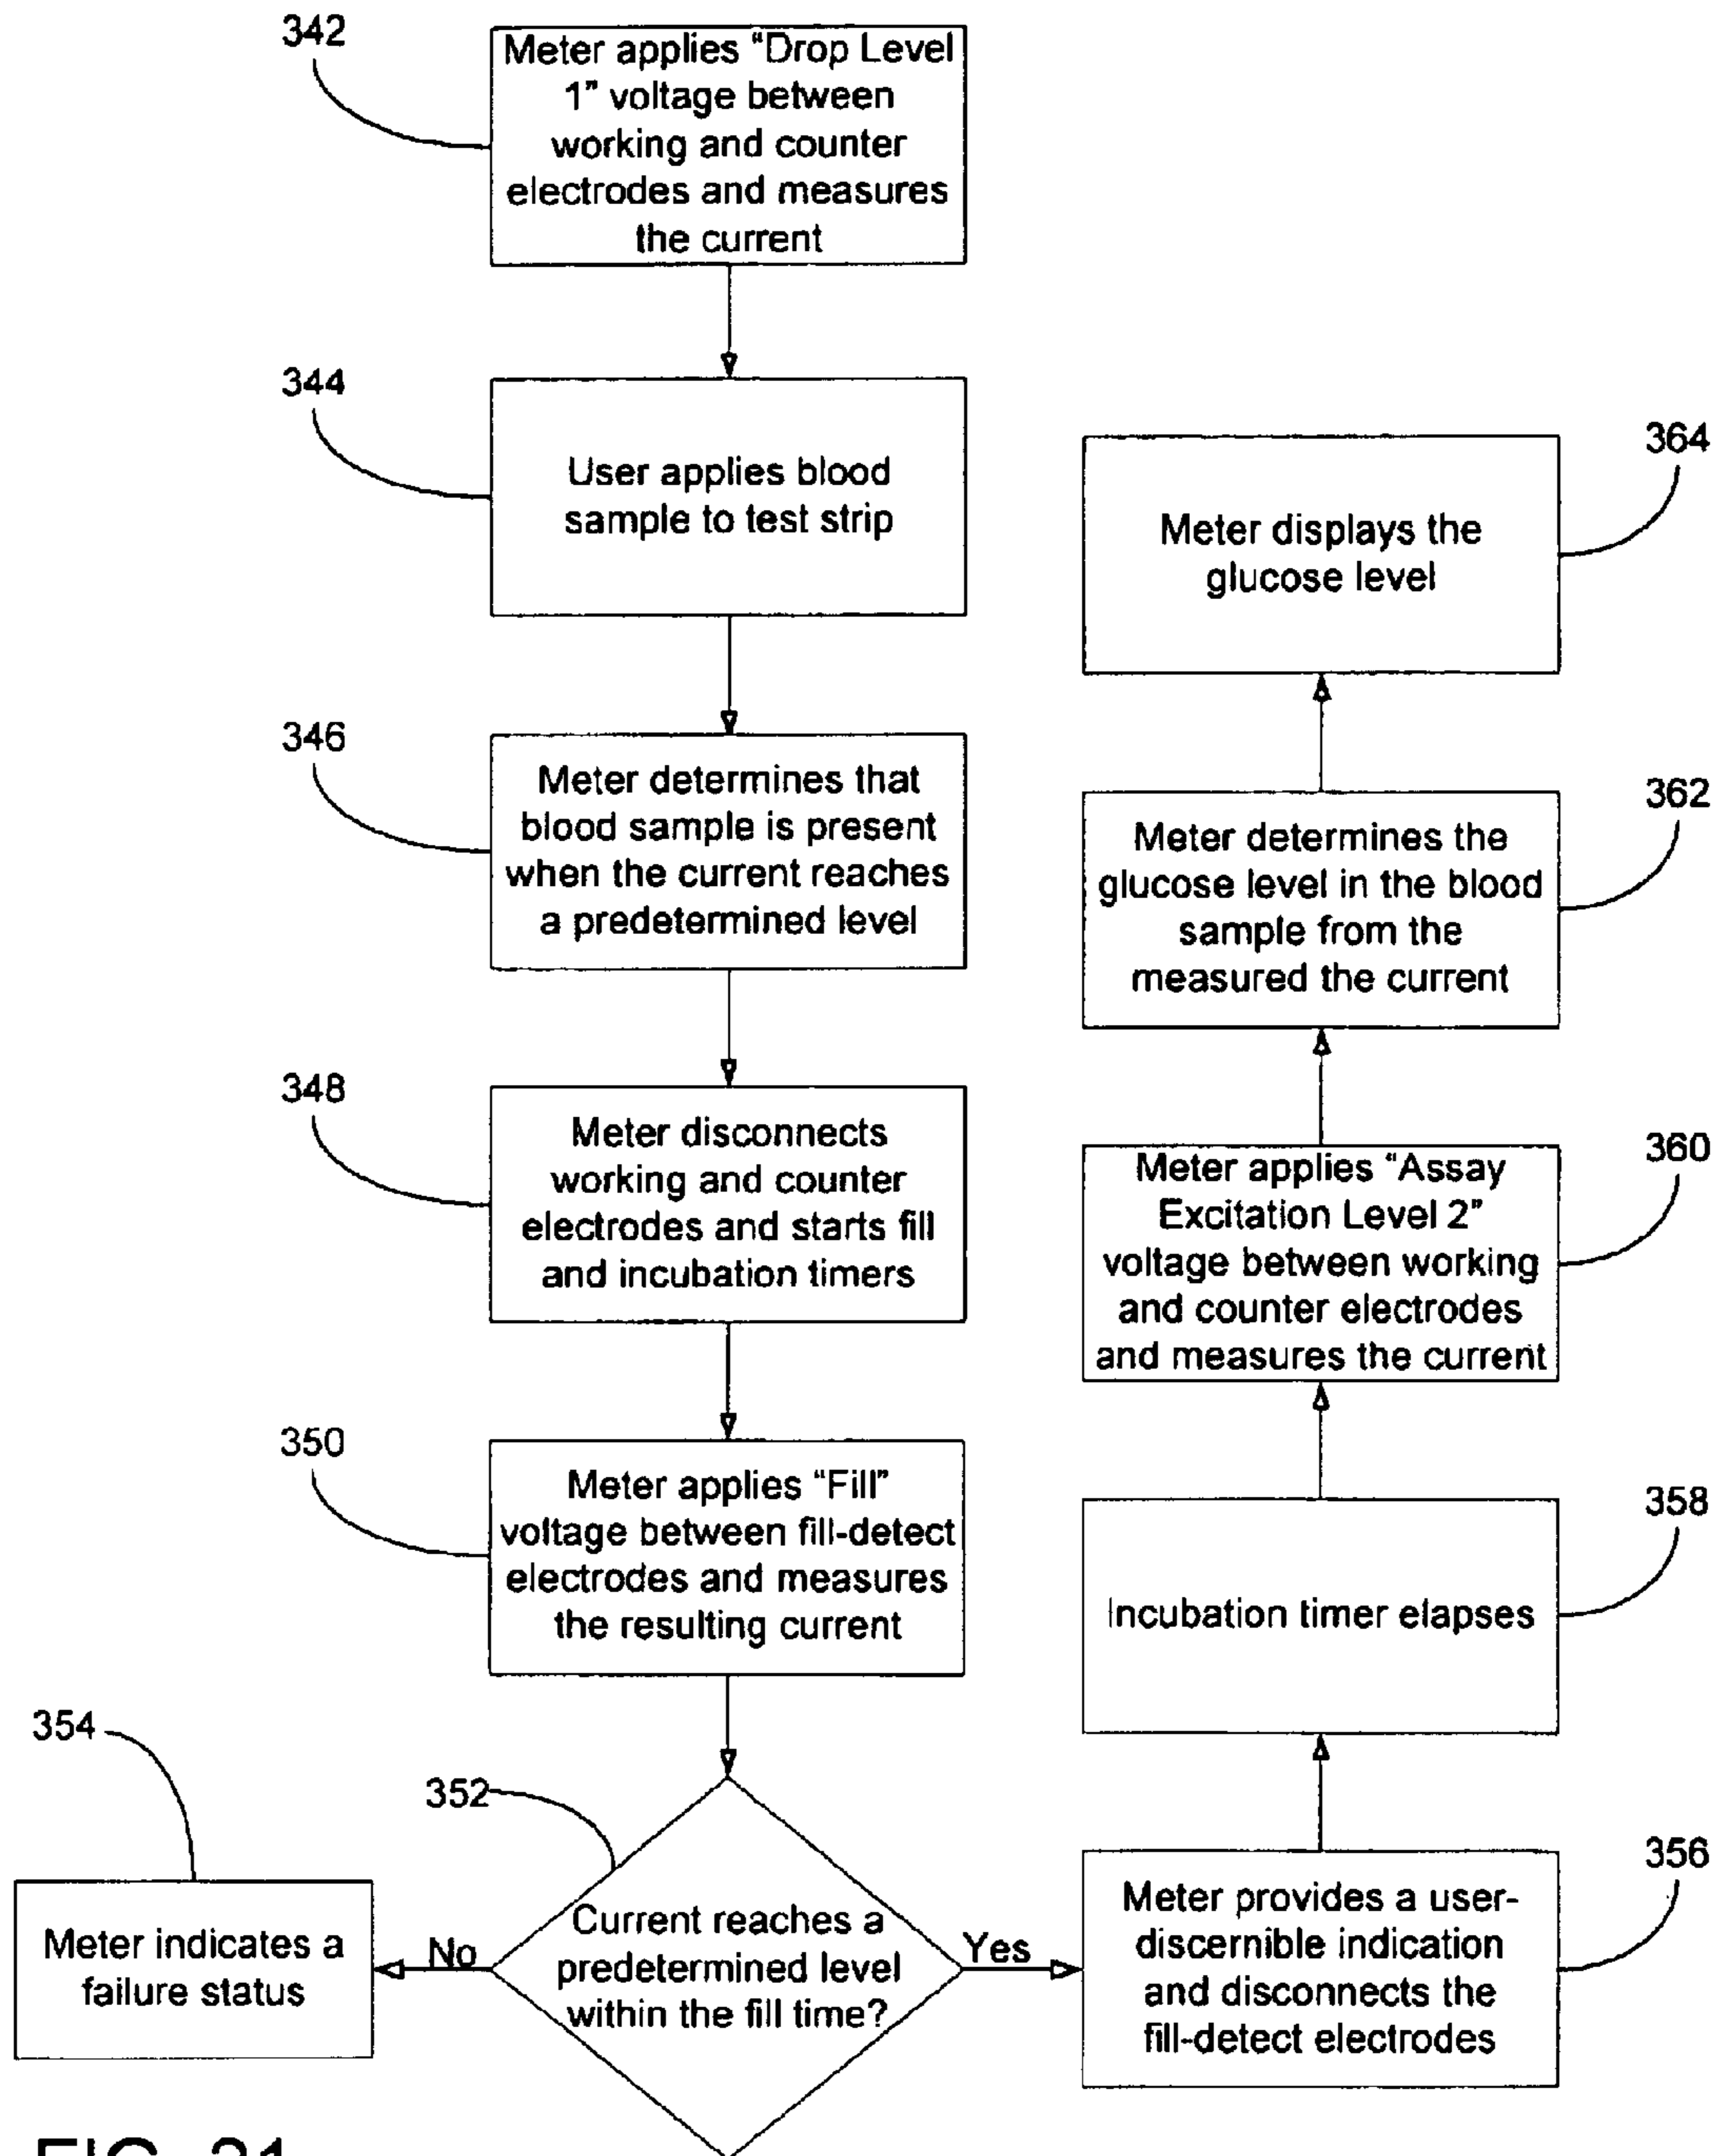 342
Meter applies “Drop Level
1” voltage between
working and counter
electrodes and measures
the current
344
User applies blood
sample to test strip
346
Meter determines that
blood sample is present
when the current reaches
a predetermined level
348
Meter disconnects
working and counter
electrodes and starts fill
and incubation timers
350
Meter applies “Fill”
voltage between fill-detect
electrodes and measures
the resulting current
352
Current reaches a
predetermined level
within the fill time?
No
354
Meter indicates a
failure status
Yes
356
Meter provides a user-
discernible indication
and disconnects the
fill-detect electrodes
358
Incubation timer elapses
360
Meter applies “Assay
Excitation Level 2”
voltage between working
and counter electrodes
and measures the current
362
Meter determines the
glucose level in the blood
sample from the
measured the current
364
Meter displays the
glucose level
FIG. 21